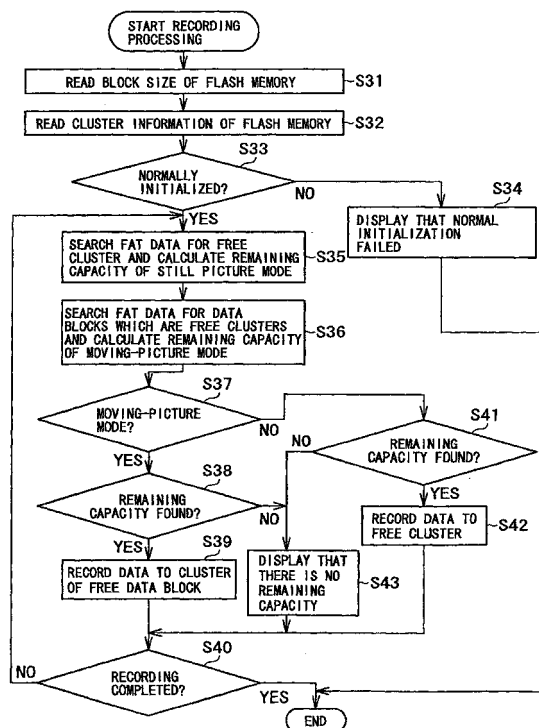 START RECORDING
PROCESSING
READ BLOCK SIZE OF FLASH MEMORY
S31
READ CLUSTER INFORMATION OF FLASH MEMORY
S32
S33
NORMALLY
INITIALIZED?
NO
YES
S34
DISPLAY THAT NORMAL
INITIALIZATION
FAILED
SEARCH FAT DATA FOR FREE
CLUSTER AND CALCULATE REMAINING
CAPACITY OF STILL PICTURE MODE
S35
SEARCH FAT DATA FOR DATA
BLOCKS WHICH ARE FREE CLUSTERS
AND CALCULATE REMAINING CAPACITY
OF MOVING-PICTURE MODE
S36
S37
MOVING-PICTURE
MODE?
NO
YES
S41
REMAINING
CAPACITY FOUND?
NO
YES
S38
REMAINING
CAPACITY FOUND?
NO
YES
RECORD DATA TO
FREE CLUSTER
S42
S39
RECORD DATA TO CLUSTER
OF FREE DATA BLOCK
DISPLAY THAT
THERE IS NO
REMAINING
CAPACITY
S43
S40
RECORDING
COMPLETED?
NO
YES
END